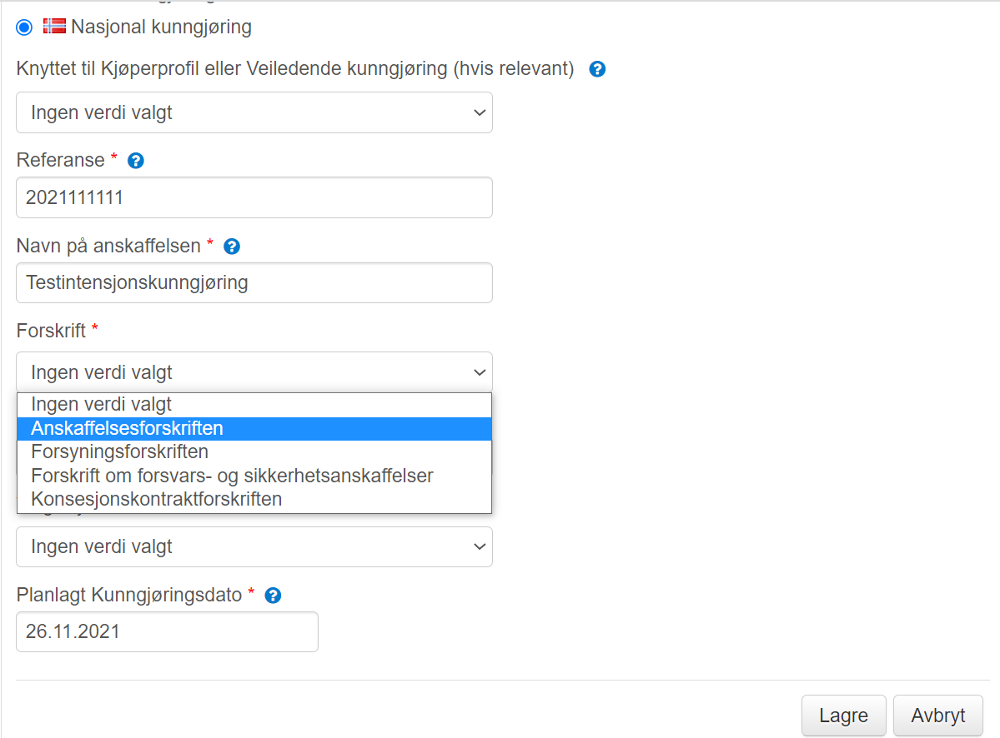 Nasjonal kunngjøring
Knyttet til Kjøperprofil eller Veiledende kunngjøring (hvis relevant)
Ingen verdi valgt
Referanse *
2021111111
Navn på anskaffelsen *
Testintensjonskunngjøring
Forskrift *
Ingen verdi valgt
Ingen verdi valgt
Anskaffelsesforskriften
Forsyningsforskriften
Forskrift om forsvars- og sikkerhetsanskaffelser
Konsesjonskontraktforskriften
Ingen verdi valgt
Planlagt Kunngjøringsdato *
26.11.2021
Lagre
Avbryt